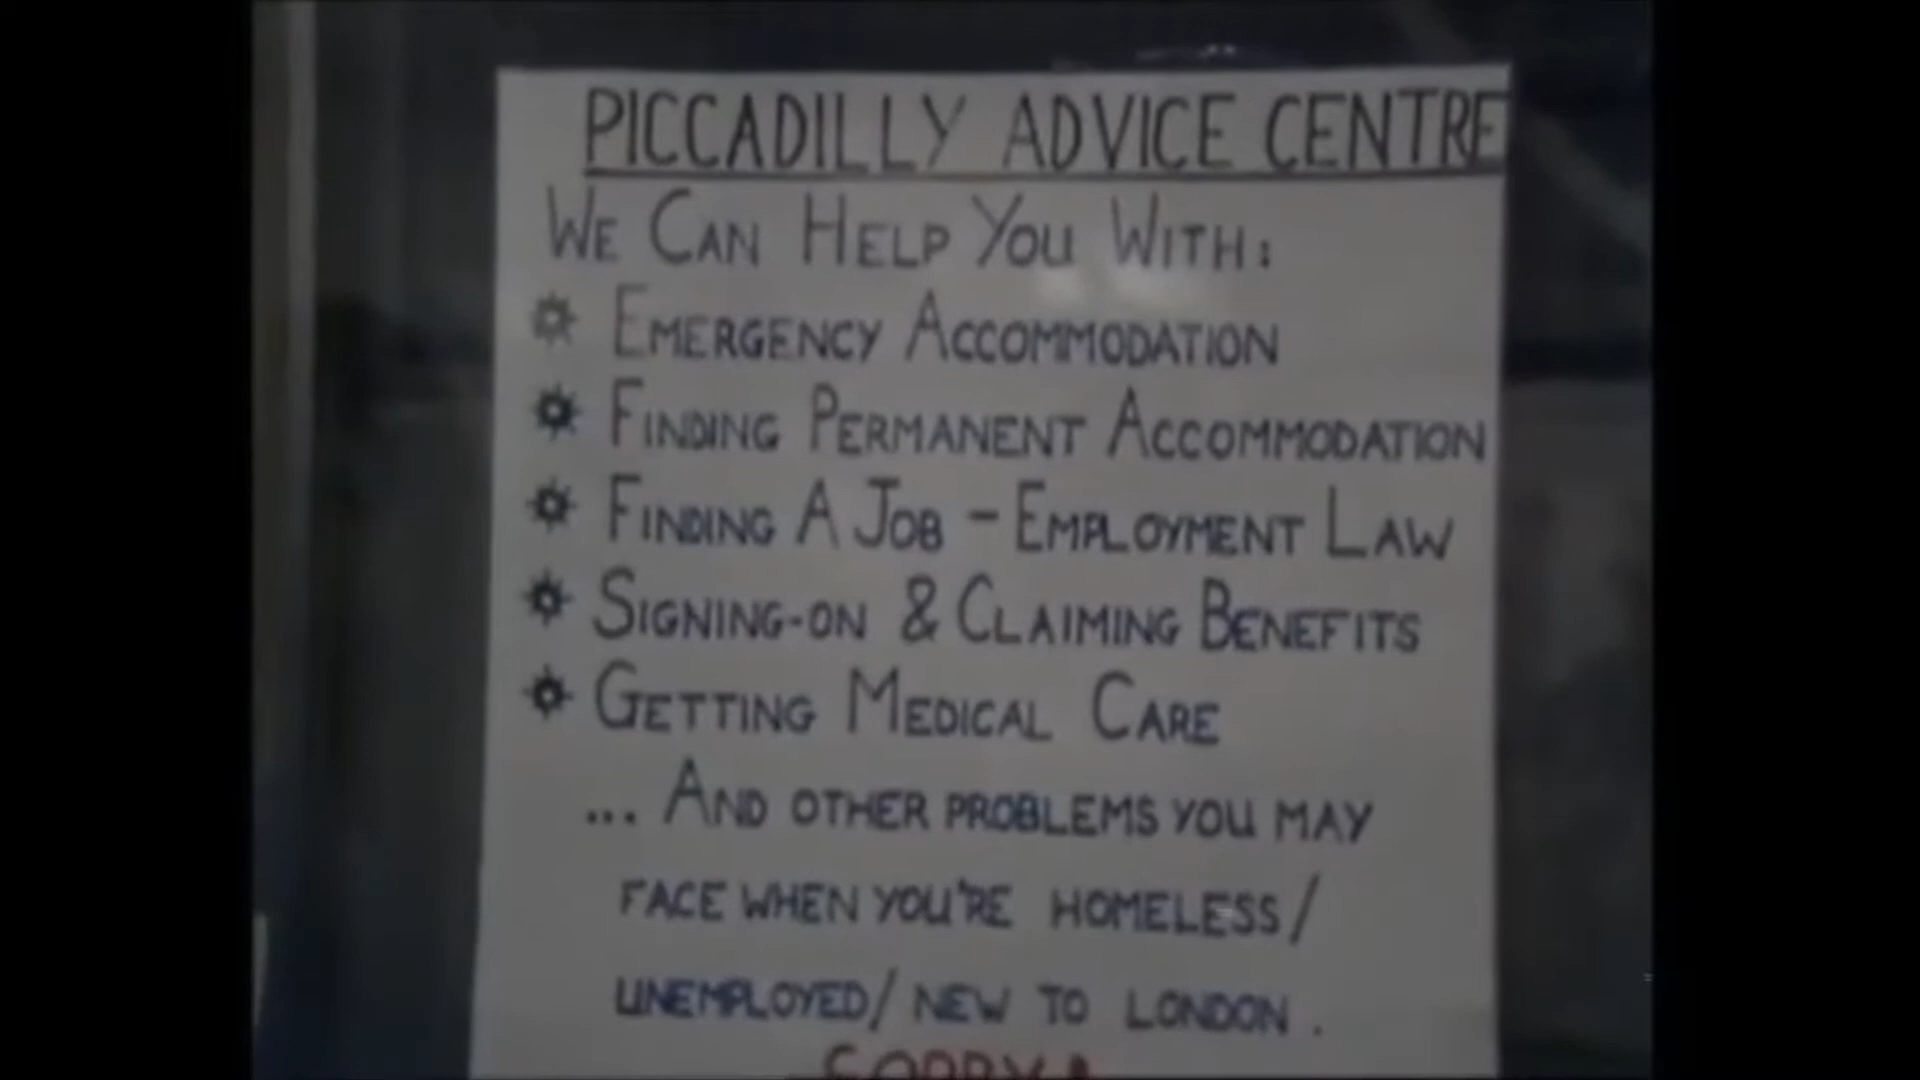 PICCADILLY ADVICE CENTRE
WE CAN HELP YOU WITH:
EMERGENCY ACCOMMODATION
FINDING PERMANENT ACCOMMODATION
FINDING A JOB - EMPLOYMENT LAW
SIGNING-ON & CLAIMING BENEFITS
GETTING MEDICAL CARE
... AND OTHER PROBLEMS YOU MAY
FACE WHEN YOU'RE HOMELESS/
UNEMPLOYED/ NEW TO LONDON.
SORRY!